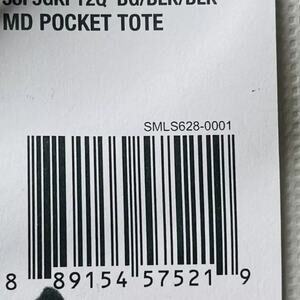 MD POCKET TOTE
SMLS628-0001
8 89154 57521 9